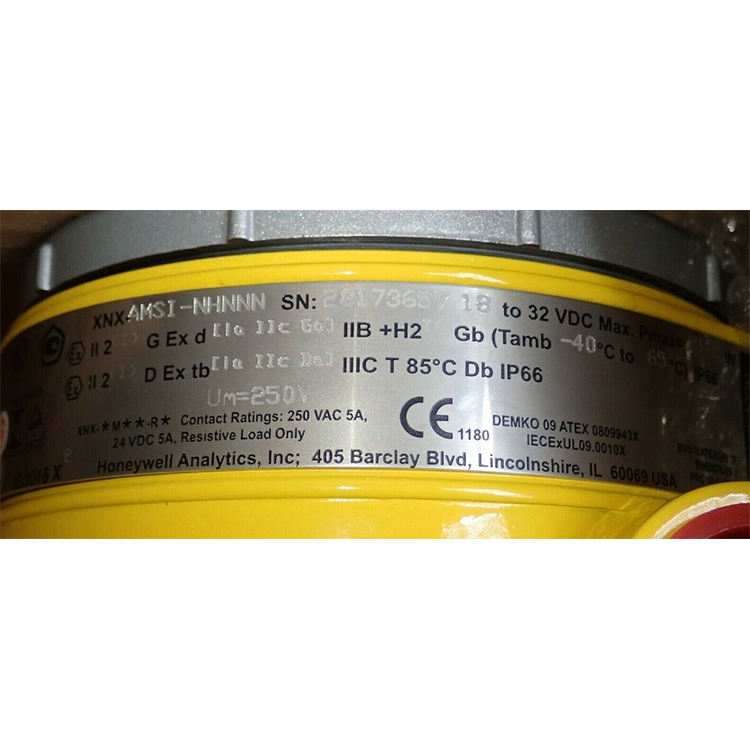 XNX-AMSI-NHNNN SN: 18 to 32 VDC Max. Pmax=
II 2 (1) G Ex d [ia IIc Ga] IIB +H2 Gb (Tamb -40°C to 65°C) IP66
II 2 (1) D Ex tb [ia IIc Da] IIIC T 85°C Db IP66
Um=250V
XNX-*M**-R* Contact Ratings: 250 VAC 5A,
24 VDC 5A, Resistive Load Only
CE 1180
DEMKO 09 ATEX 0809943X
IECExUL09.0010X
Honeywell Analytics, Inc; 405 Barclay Blvd, Lincolnshire, IL 60069 USA